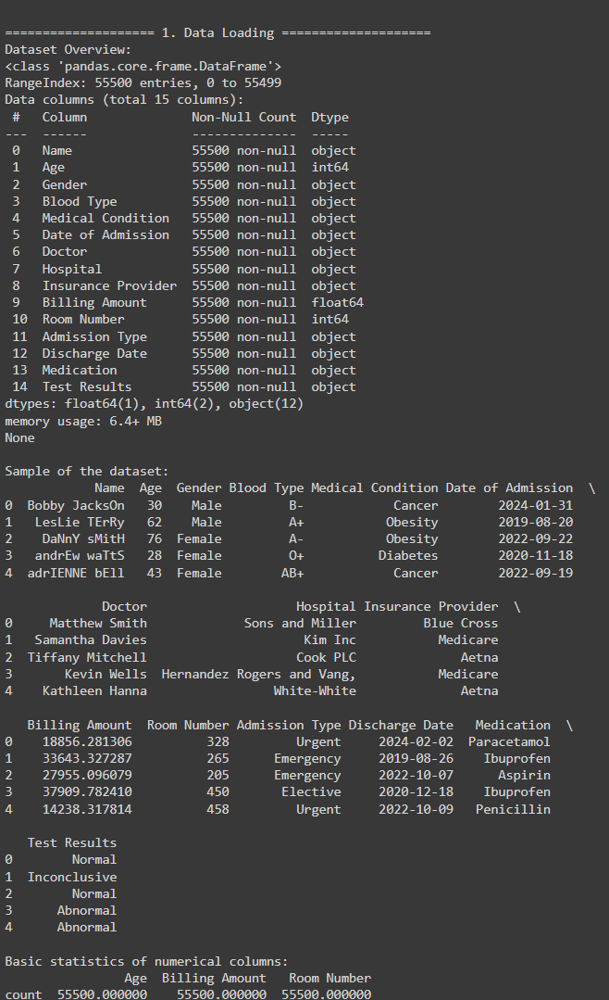 ==================== 1. Data Loading ====================
Dataset Overview:
<class 'pandas.core.frame.DataFrame'>
RangeIndex: 55500 entries, 0 to 55499
Data columns (total 15 columns):
 #   Column              Non-Null Count  Dtype
---  ------              --------------  -----
 0   Name                55500 non-null  object
 1   Age                 55500 non-null  int64
 2   Gender              55500 non-null  object
 3   Blood Type          55500 non-null  object
 4   Medical Condition   55500 non-null  object
 5   Date of Admission   55500 non-null  object
 6   Doctor              55500 non-null  object
 7   Hospital            55500 non-null  object
 8   Insurance Provider  55500 non-null  object
 9   Billing Amount      55500 non-null  float64
 10  Room Number         55500 non-null  int64
 11  Admission Type      55500 non-null  object
 12  Discharge Date      55500 non-null  object
 13  Medication          55500 non-null  object
 14  Test Results        55500 non-null  object
dtypes: float64(1), int64(2), object(12)
memory usage: 6.4+ MB
None
Sample of the dataset:
            Name  Age  Gender Blood Type Medical Condition Date of Admission  \
0  Bobby JacksOn   30    Male         B-            Cancer        2024-01-31
1   LesLie TErRy   62    Male         A+           Obesity        2019-08-20
2    DaNnY sMitH   76  Female         A-           Obesity        2022-09-22
3   andrEw waTtS   28  Female         O+          Diabetes        2020-11-18
4  adrIENNE bEll   43  Female        AB+            Cancer        2022-09-19
             Doctor                    Hospital Insurance Provider  \
0     Matthew Smith             Sons and Miller         Blue Cross
1   Samantha Davies                     Kim Inc           Medicare
2  Tiffany Mitchell                    Cook PLC              Aetna
3       Kevin Wells  Hernandez Rogers and Vang,           Medicare
4    Kathleen Hanna                 White-White              Aetna
   Billing Amount  Room Number Admission Type Discharge Date   Medication  \
0    18856.281306          328         Urgent     2024-02-02  Paracetamol
1    33643.327287          265      Emergency     2019-08-26    Ibuprofen
2    27955.096079          205      Emergency     2022-10-07      Aspirin
3    37909.782410          450       Elective     2020-12-18    Ibuprofen
4    14238.317814          458         Urgent     2022-10-09   Penicillin
   Test Results
0        Normal
1  Inconclusive
2        Normal
3      Abnormal
4      Abnormal
Basic statistics of numerical columns:
                Age  Billing Amount   Room Number
count  55500.000000    55500.000000  55500.000000